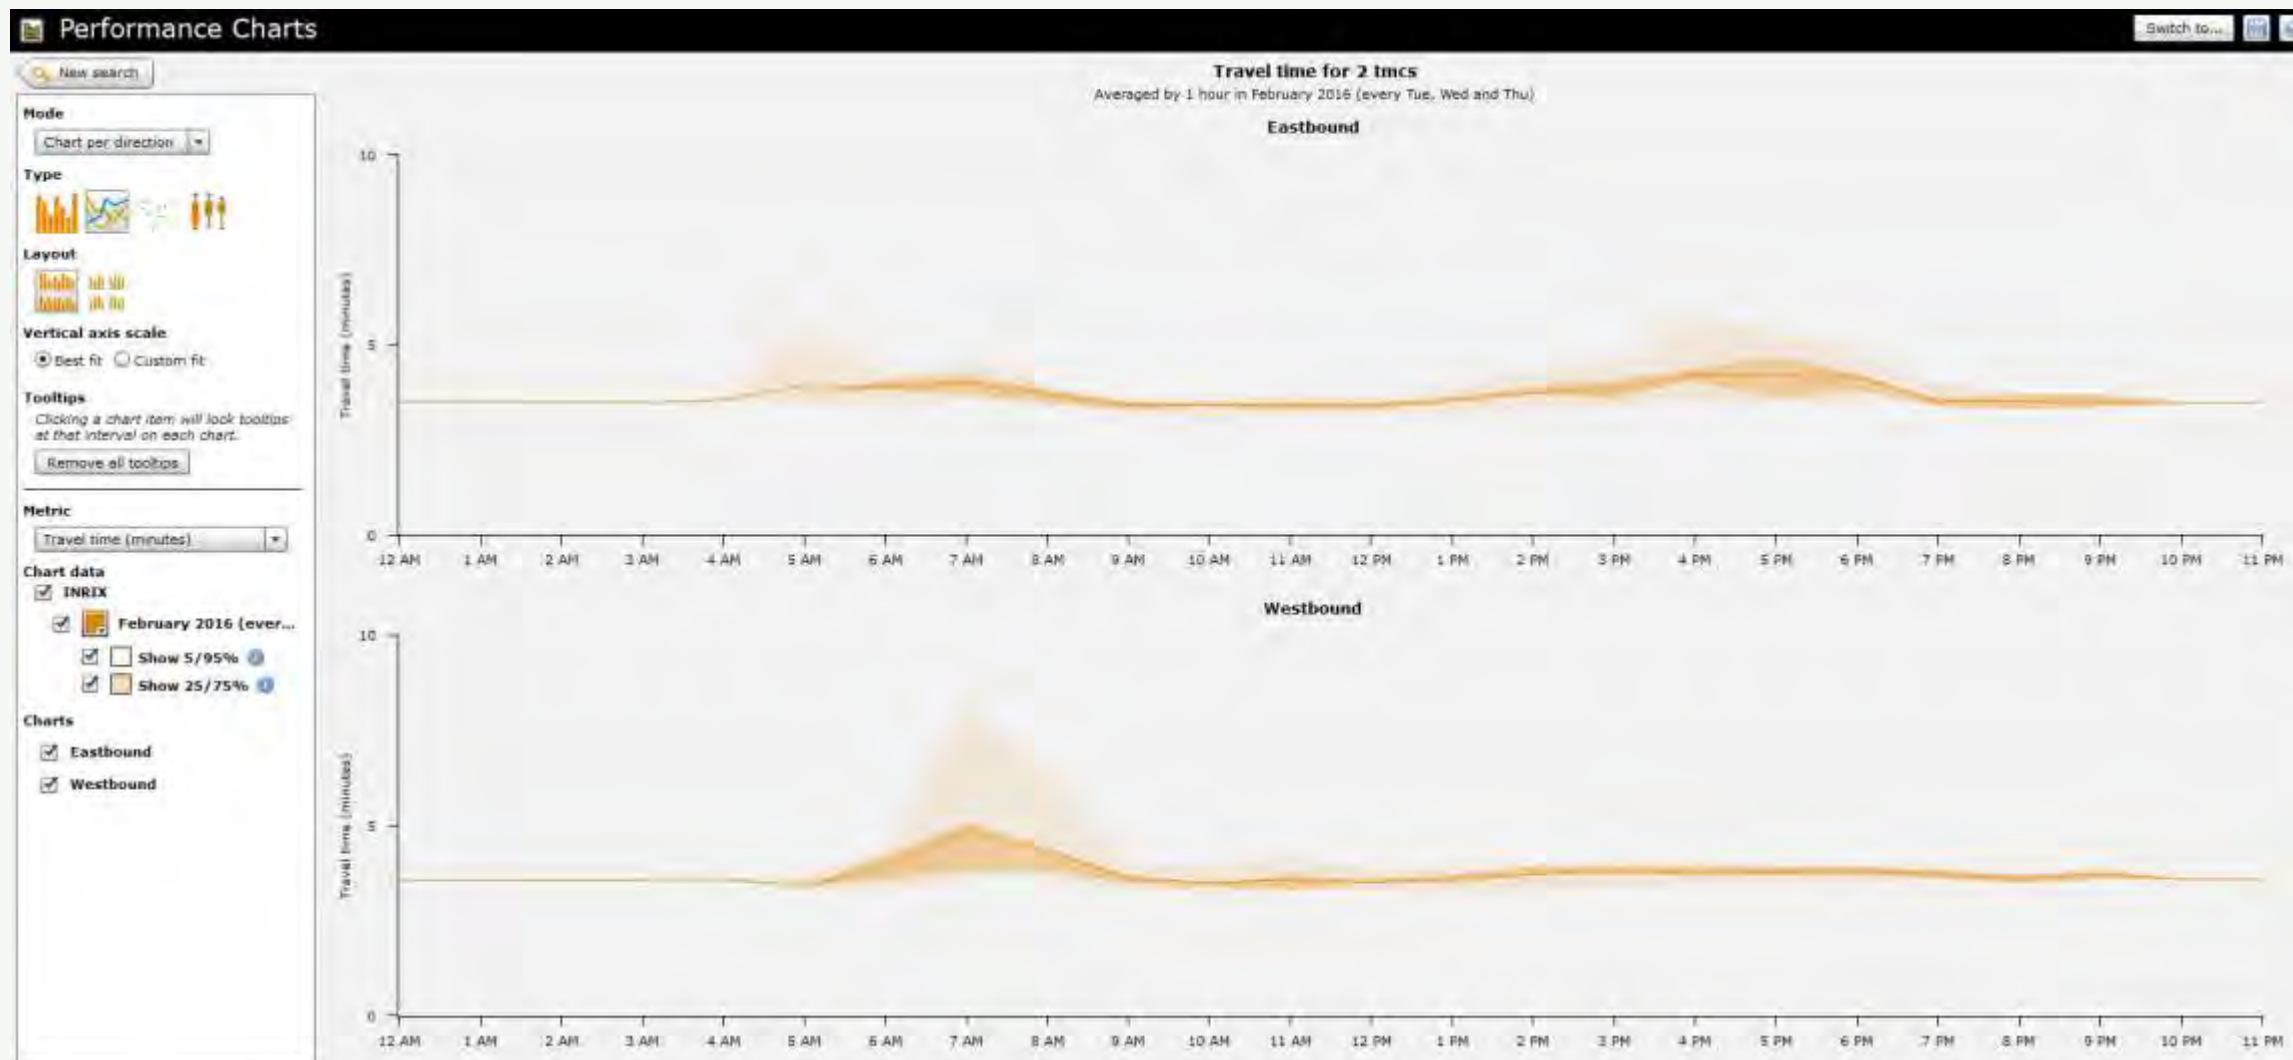 Performance Charts
Switch to...
New search
Mode
Chart per direction
Type
Layout
Vertical axis scale
Best fit
Custom fit
Tooltips
Clicking a chart item will lock tooltips
at that interval on each chart.
Remove all tooltips
Metric
Travel time (minutes)
Chart data
INRIX
February 2016 (ever...
Show 5/95%
Show 25/75%
Charts
Eastbound
Westbound
Travel time for 2 tmcs
Averaged by 1 hour in February 2016 (every Tue, Wed and Thu)
Eastbound
Travel time (minutes)
10
5
0
12 AM 1 AM 2 AM 3 AM 4 AM 5 AM 6 AM 7 AM 8 AM 9 AM 10 AM 11 AM 12 PM 1 PM 2 PM 3 PM 4 PM 5 PM 6 PM 7 PM 8 PM 9 PM 10 PM 11 PM
Westbound
Travel time (minutes)
10
5
0
12 AM 1 AM 2 AM 3 AM 4 AM 5 AM 6 AM 7 AM 8 AM 9 AM 10 AM 11 AM 12 PM 1 PM 2 PM 3 PM 4 PM 5 PM 6 PM 7 PM 8 PM 9 PM 10 PM 11 PM